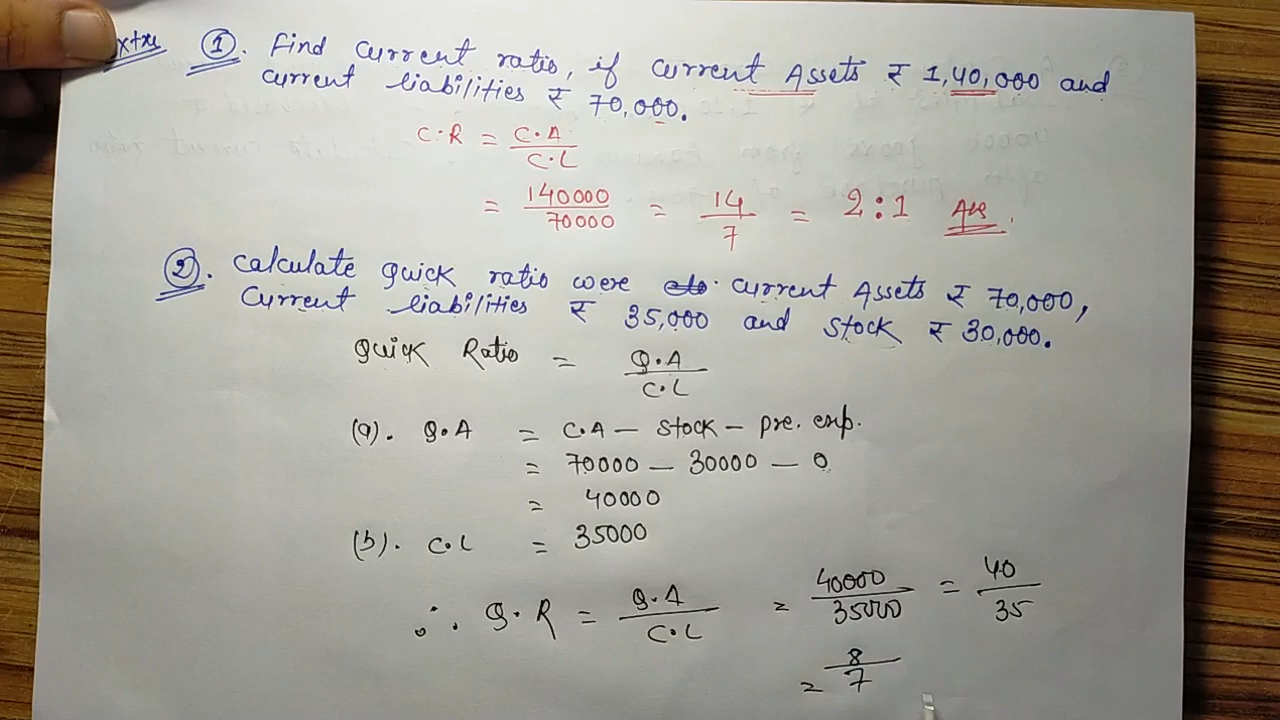 ①. Find current ratio, if current Assets ₹ 1,40,000 and
current liabilities ₹ 70,000.
C.R = C.A / C.L
= 140000 / 70000 = 14 / 7 = 2:1 Ans.
②. Calculate quick ratio were current Assets ₹ 70,000,
Current liabilities ₹ 35,000 and stock ₹ 30,000.
Quick Ratio = Q.A / C.L
(a). Q.A = C.A — stock — pre. exp.
= 70000 — 30000 — 0
= 40000
(b). C.L = 35000
∴ Q.R = Q.A / C.L = 40000 / 35000 = 40 / 35
= 8 / 7